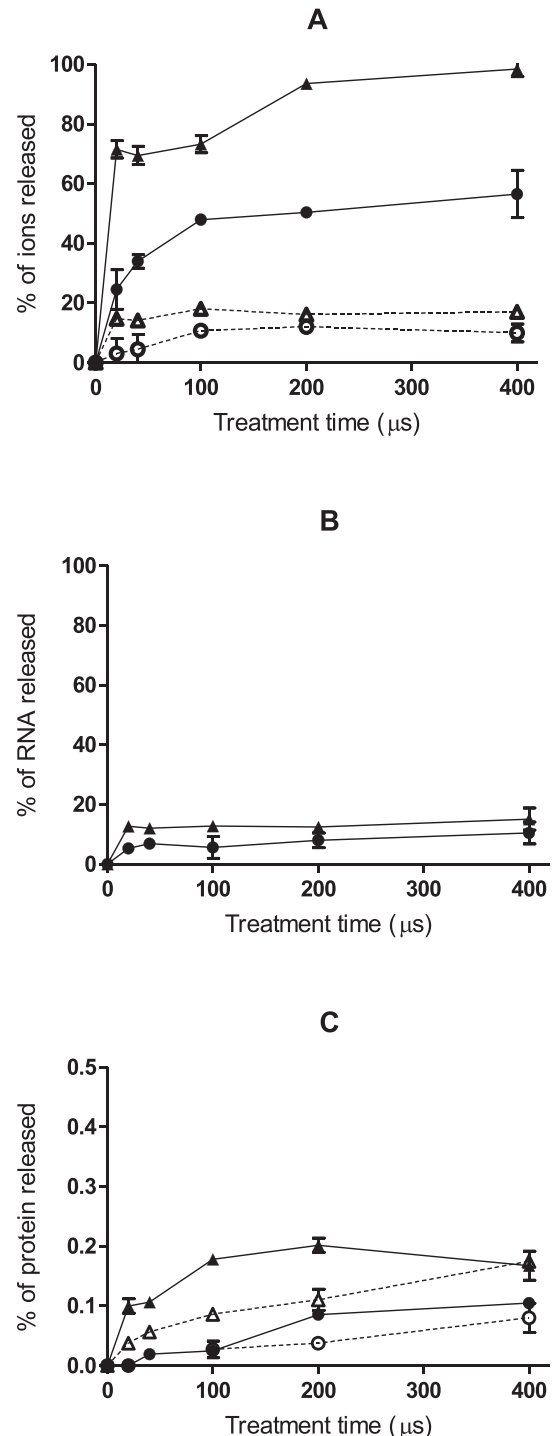 A
% of ions released
100
80
60
40
20
0
0 100 200 300 400
Treatment time (μs)
B
% of RNA released
100
80
60
40
20
0
0 100 200 300 400
Treatment time (μs)
C
% of protein released
0.5
0.4
0.3
0.2
0.1
0.0
0 100 200 300 400
Treatment time (μs)